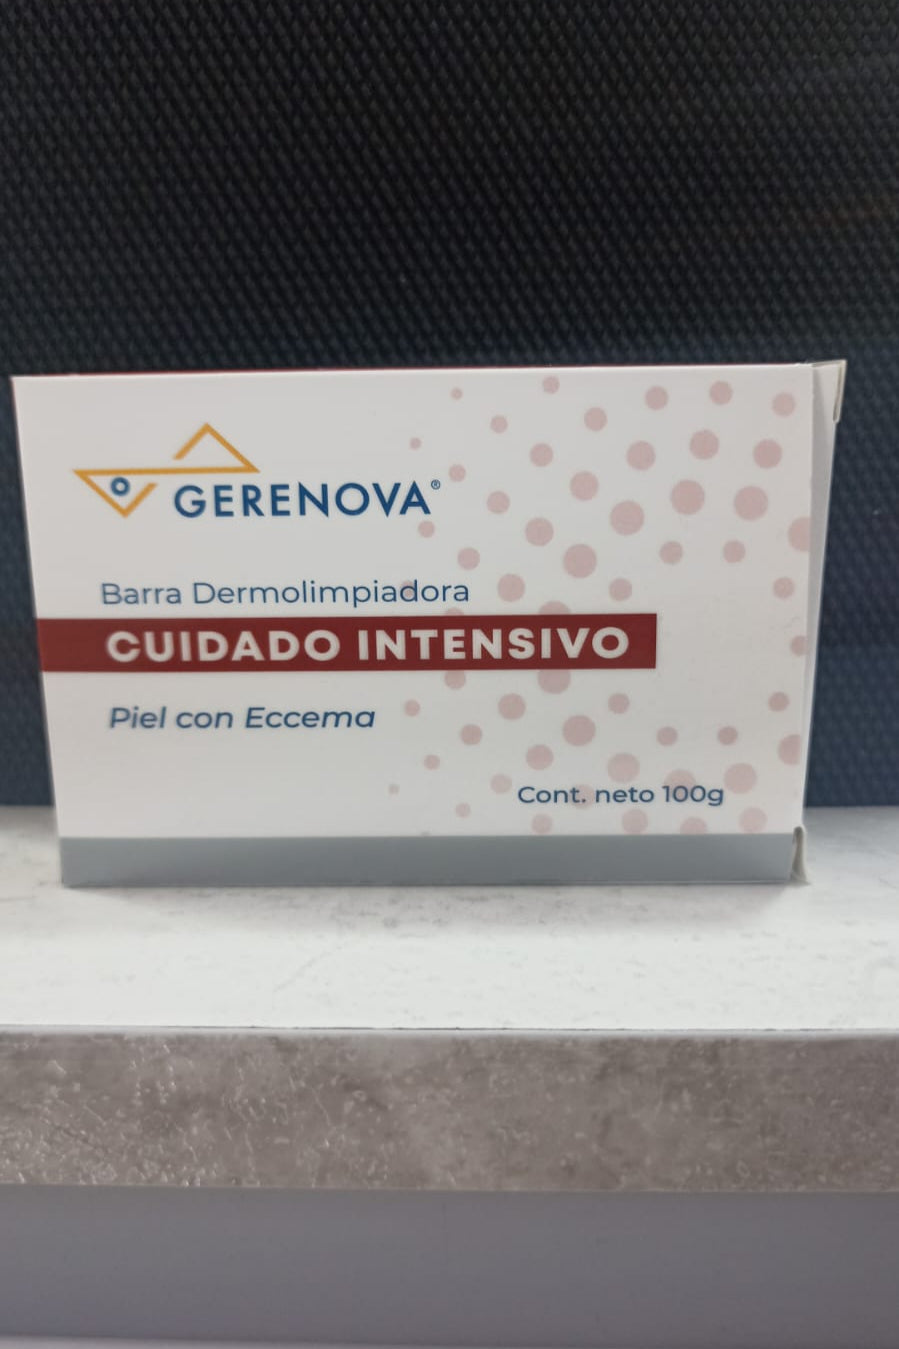 GERENOVA®
Barra Dermolimpiadora
CUIDADO INTENSIVO
Piel con Eccema
Cont. neto 100g